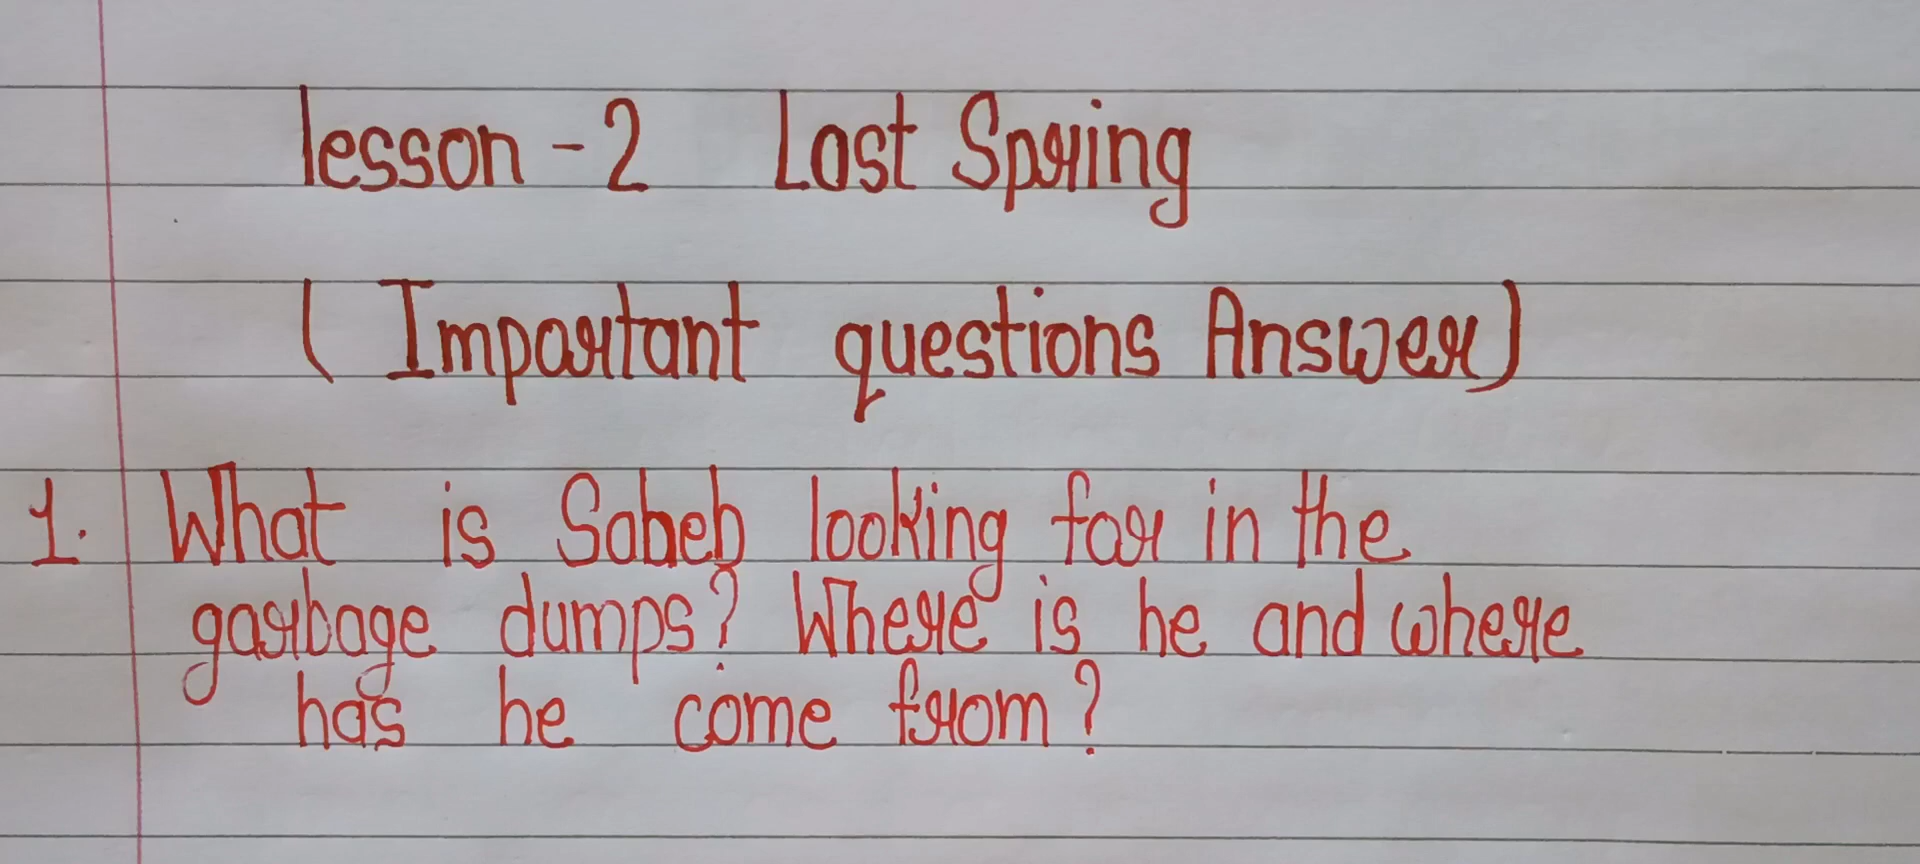 lesson - 2 Lost Spring
( Important questions Answer)
1. What is Saheb looking for in the
garbage dumps? Where is he and where
has he come from?